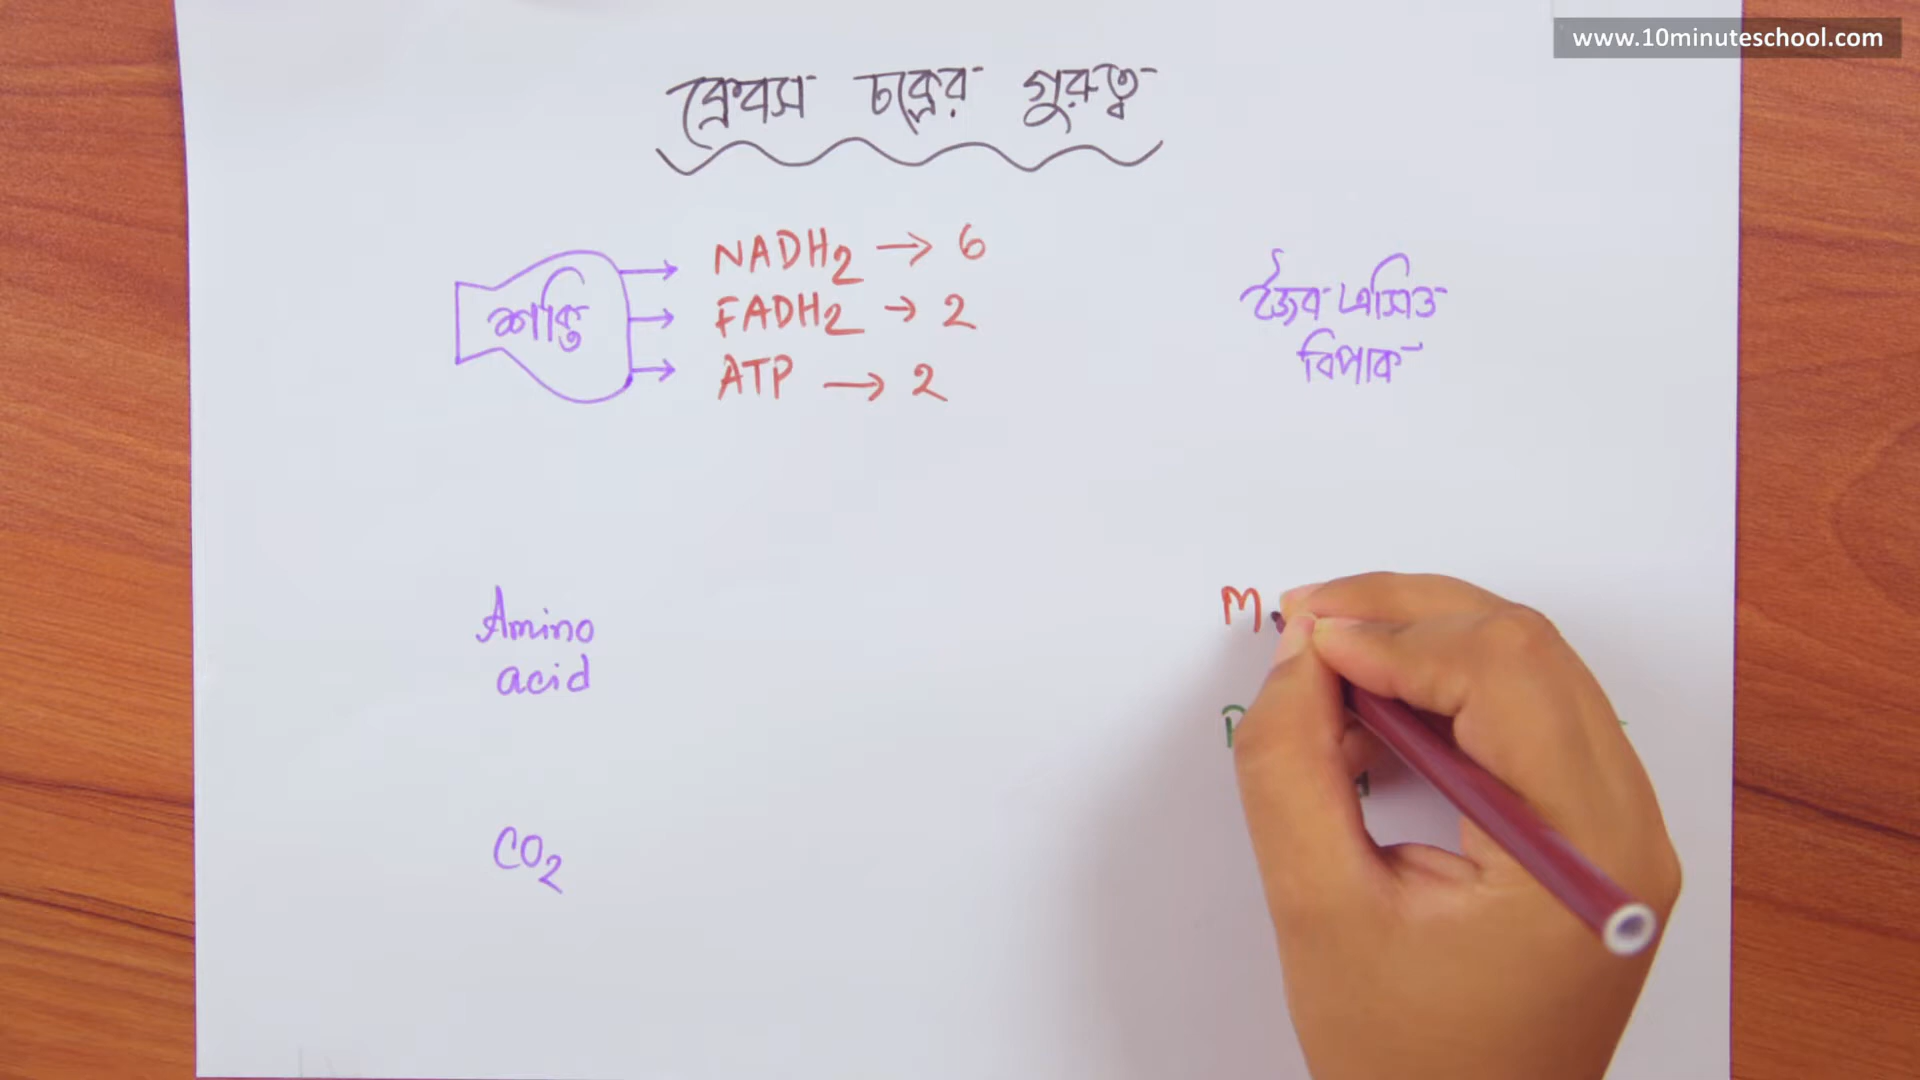 www.10minuteschool.com
ক্রেবস চক্রের গুরুত্ব
শক্তি
NADH2 → 6
FADH2 → 2
ATP → 2
জৈব এসিড
বিপাক
Amino
acid
M
CO2